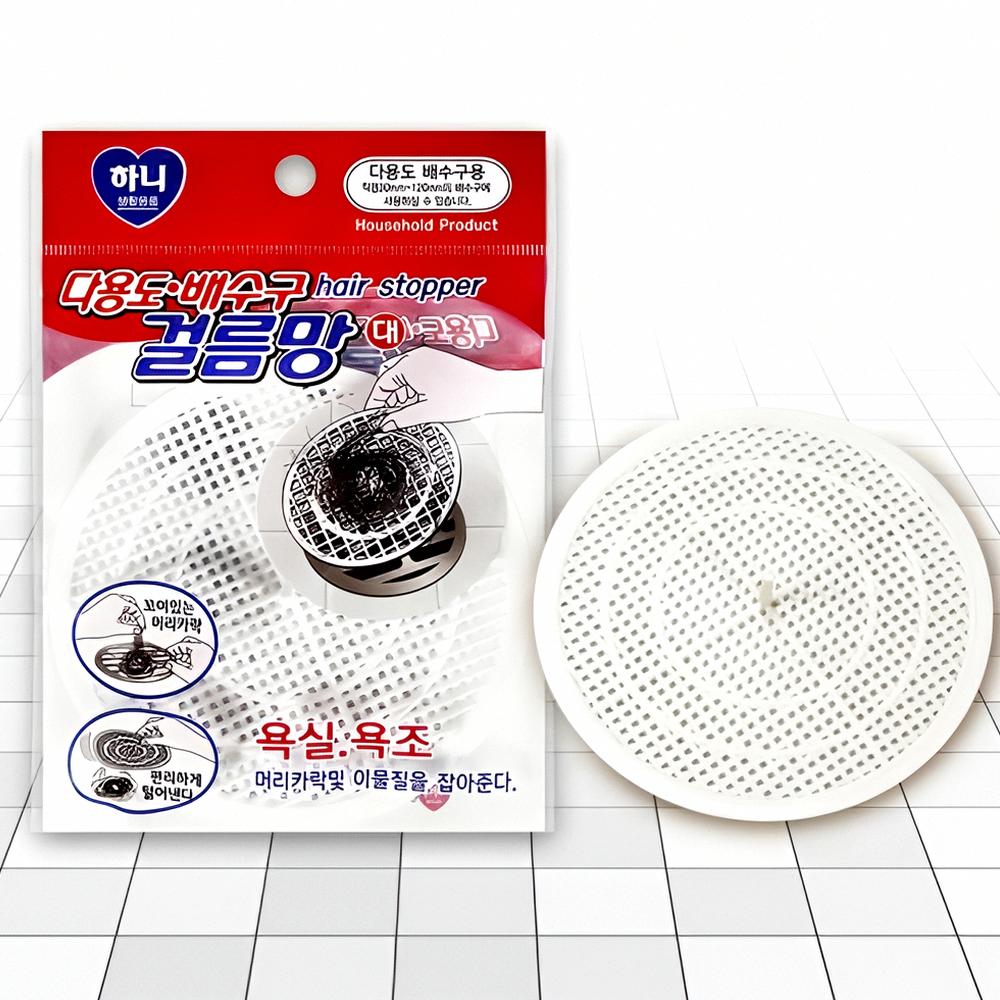 하니
다용도 배수구용
Household Product
다용도·배수구 hair stopper
걸름망 대
꼬이있는
머리카락
편리하게
털어낸다
욕실.욕조
머리카락및 이물질을 잡아준다.